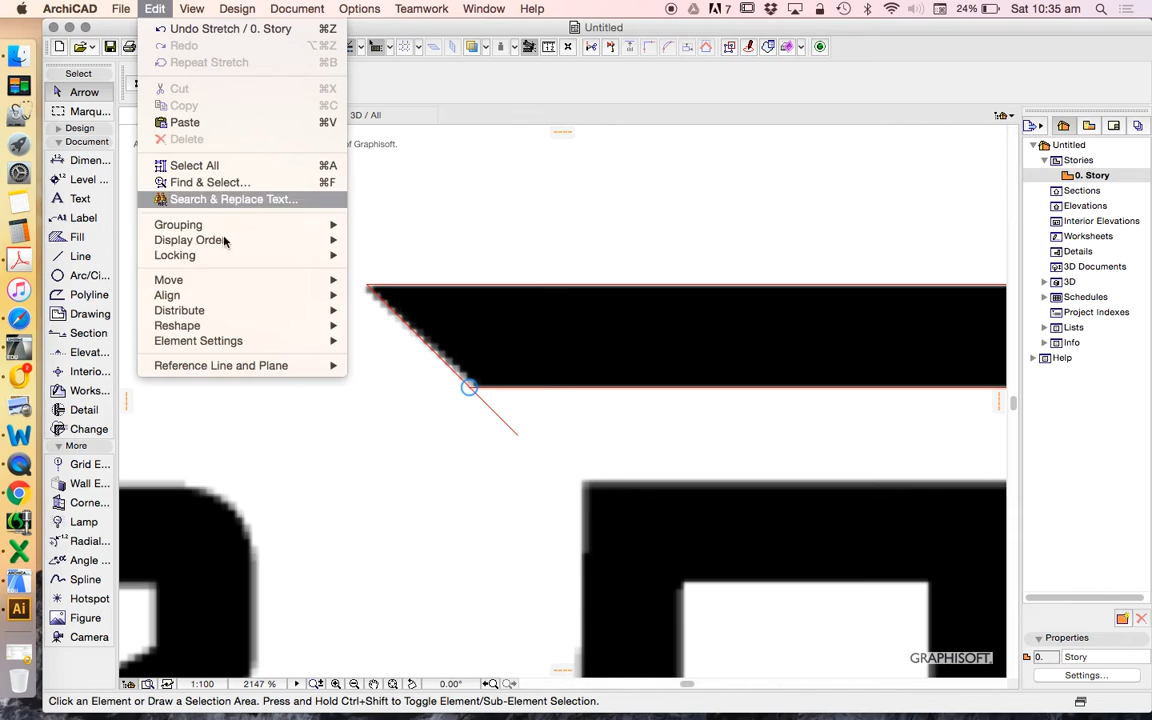 ArchiCAD File Edit View Design Document Options Teamwork Window Help 7 24% Sat 10:35 am
Untitled
Undo Stretch / 0. Story ⌘Z
Redo ⌥⌘Z
Repeat Stretch ⌘B
Cut ⌘X
Copy ⌘C
Paste ⌘V
Delete
Select All ⌘A
Find & Select... ⌘F
Search & Replace Text...
Grouping
Display Order
Locking
Move
Align
Distribute
Reshape
Element Settings
Reference Line and Plane
Select
Arrow
Marqu...
Design
Document
Dimen...
Level ...
Text
Label
Fill
Line
Arc/Ci...
Polyline
Drawing
Section
Elevat...
Interio...
Works...
Detail
Change
More
Grid E...
Wall E...
Corne...
Lamp
Radial...
Angle ...
Spline
Hotspot
Figure
Camera
3D / All
of Graphisoft.
Untitled
Stories
0. Story
Sections
Elevations
Interior Elevations
Worksheets
Details
3D Documents
3D
Schedules
Project Indexes
Lists
Info
Help
Properties
0. Story
Settings...
GRAPHISOFT.
1:100 2147 % 0.00°
Click an Element or Draw a Selection Area. Press and Hold Ctrl+Shift to Toggle Element/Sub-Element Selection.